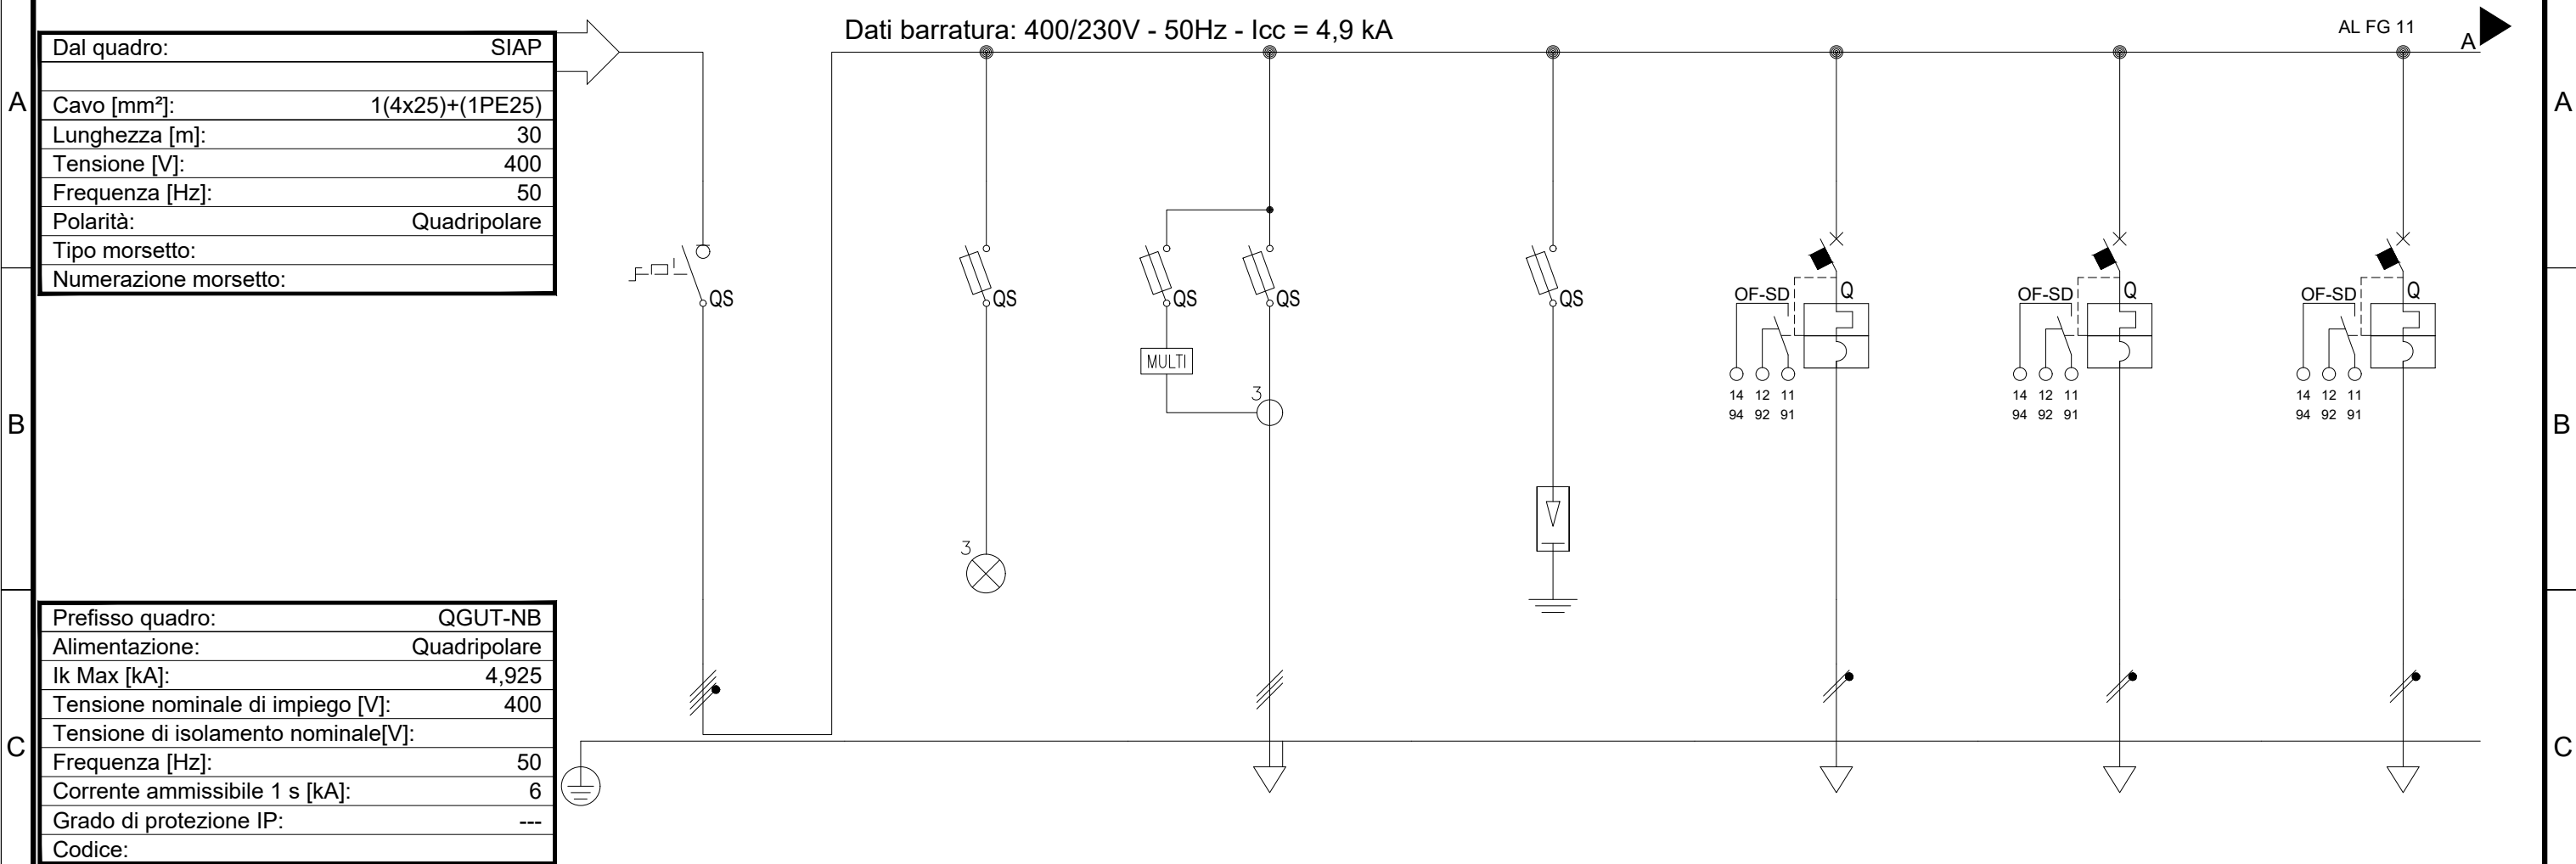 Dati barratura: 400/230V - 50Hz - Icc = 4,9 kA
AL FG 11
A
Dal quadro: SIAP
Cavo [mm²]: 1(4x25)+(1PE25)
Lunghezza [m]: 30
Tensione [V]: 400
Frequenza [Hz]: 50
Polarità: Quadripolare
Tipo morsetto:
Numerazione morsetto:
A
A
QS
QS
QS
QS
QS
MULTI
3
3
OF-SD
Q
14 12 11
94 92 91
OF-SD
Q
14 12 11
94 92 91
OF-SD
Q
14 12 11
94 92 91
B
B
Prefisso quadro: QGUT-NB
Alimentazione: Quadripolare
Ik Max [kA]: 4,925
Tensione nominale di impiego [V]: 400
Tensione di isolamento nominale[V]:
Frequenza [Hz]: 50
Corrente ammissibile 1 s [kA]: 6
Grado di protezione IP: ---
Codice:
C
C